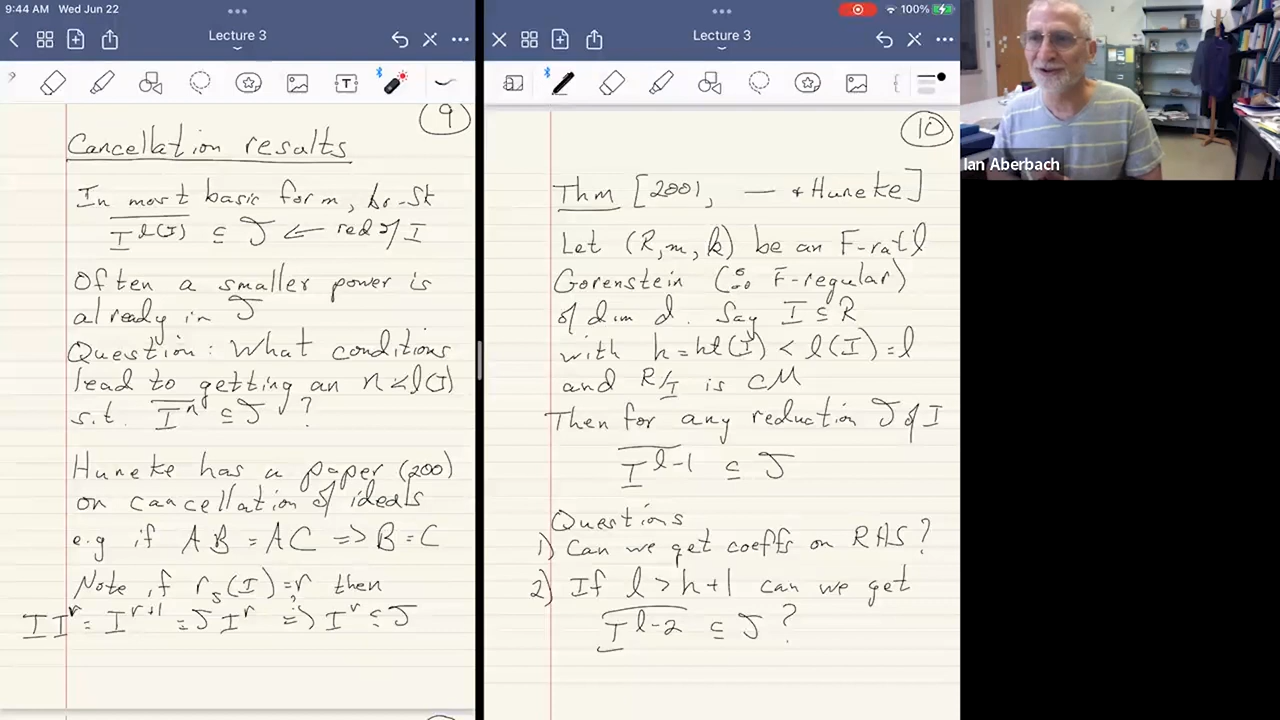 9:44 AM Wed Jun 22
Lecture 3
9
Cancellation results
In most basic form, br-sk
I^{l(I)} ⊆ J ← red of I
Often a smaller power is
already in J
Question: What conditions
lead to getting an n<l(I)
s.t. \overline{I^n} ⊆ J ?
Huneke has a paper (200)
on cancellation of ideals
e.g if AB = AC ⇒ B = C
Note if r_J(I) = r then
I I^r = I^{r+1} = J I^r ⇒ I^r ⊆ J
100%
Lecture 3
10
Thm [2001, — + Huneke]
Let (R, m, k) be an F-rat'l
Gorenstein (∴ F-regular)
of dim d. Say I ⊆ R
with h = ht(I) < l(I) = l
and R/I is CM
Then for any reduction J of I
\overline{I^{l-1}} ⊆ J
Questions
1) Can we get coeffs on RHS?
2) If l > h+1 can we get
\overline{I^{l-2}} ⊆ J ?
Ian Aberbach